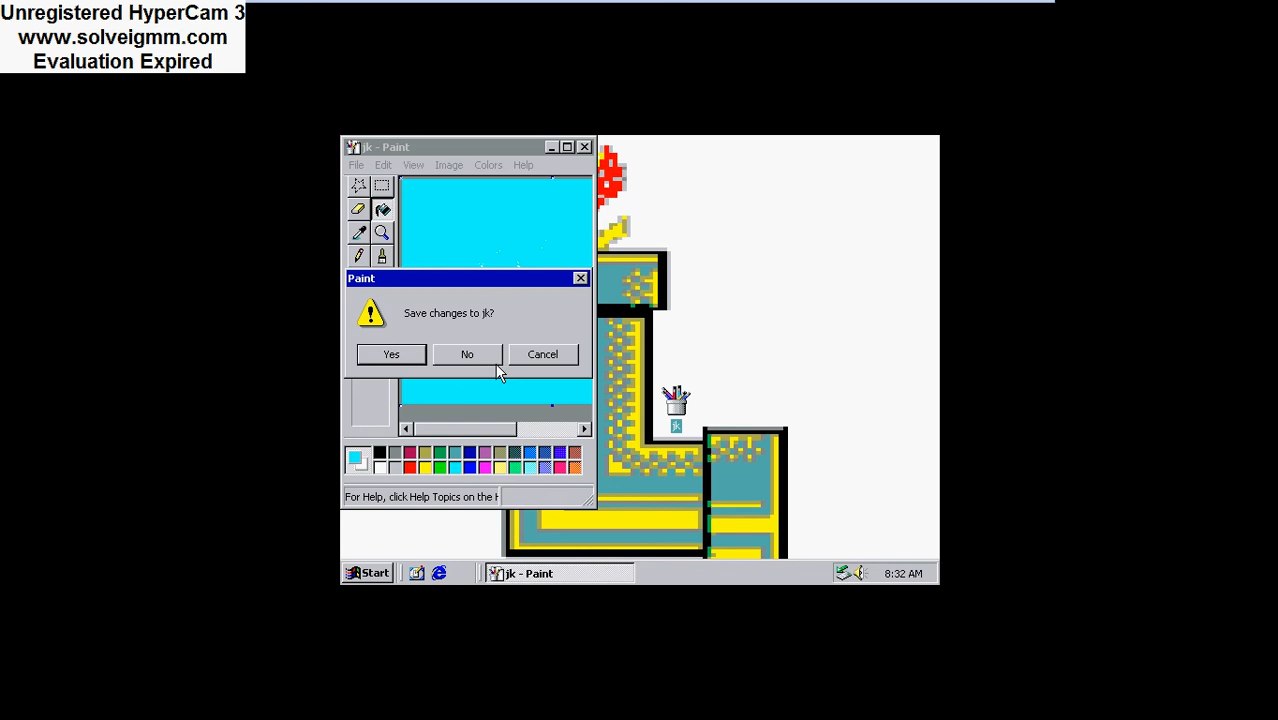 Unregistered HyperCam 3
www.solveigmm.com
Evaluation Expired
jk - Paint
File Edit View Image Colors Help
Paint
Save changes to jk?
Yes No Cancel
jk
For Help, click Help Topics on the H
Start jk - Paint 8:32 AM